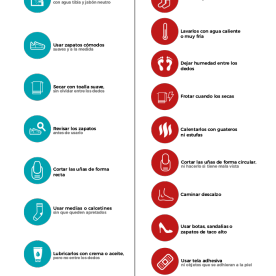 con agua tibia y jabón neutro
Usar zapatos cómodos
suaves y a la medida
Secar con toalla suave,
sin olvidar entre los dedos
Revisar los zapatos
antes de usarlo
Cortar las uñas de forma
recta
Usar medias o calcetines
sin que queden apretados
Lubricarlos con crema o aceite,
pero no entre los dedos
Lavarlos con agua caliente
o muy fría
Dejar humedad entre los
dedos
Frotar cuando los secas
Calentarlos con guateros
ni estufas
Cortar las uñas de forma circular,
ni hacerlo si tiene mala vista
Caminar descalzo
Usar botas, sandalias o
zapatos de taco alto
Usar tela adhesiva
ni objetos que se adhieran a la piel